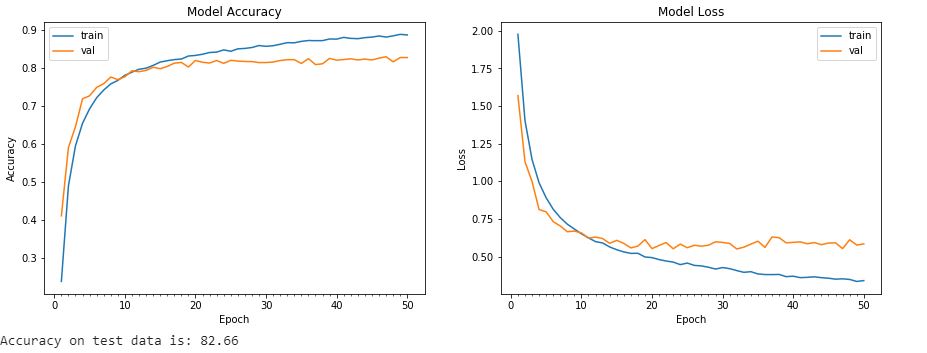 Model Accuracy
0.9
0.8
0.7
0.6
0.5
0.4
0.3
Accuracy
train
val
0
10
20
30
40
50
Epoch
Model Loss
2.00
1.75
1.50
1.25
1.00
0.75
0.50
Loss
train
val
0
10
20
30
40
50
Epoch
Accuracy on test data is: 82.66